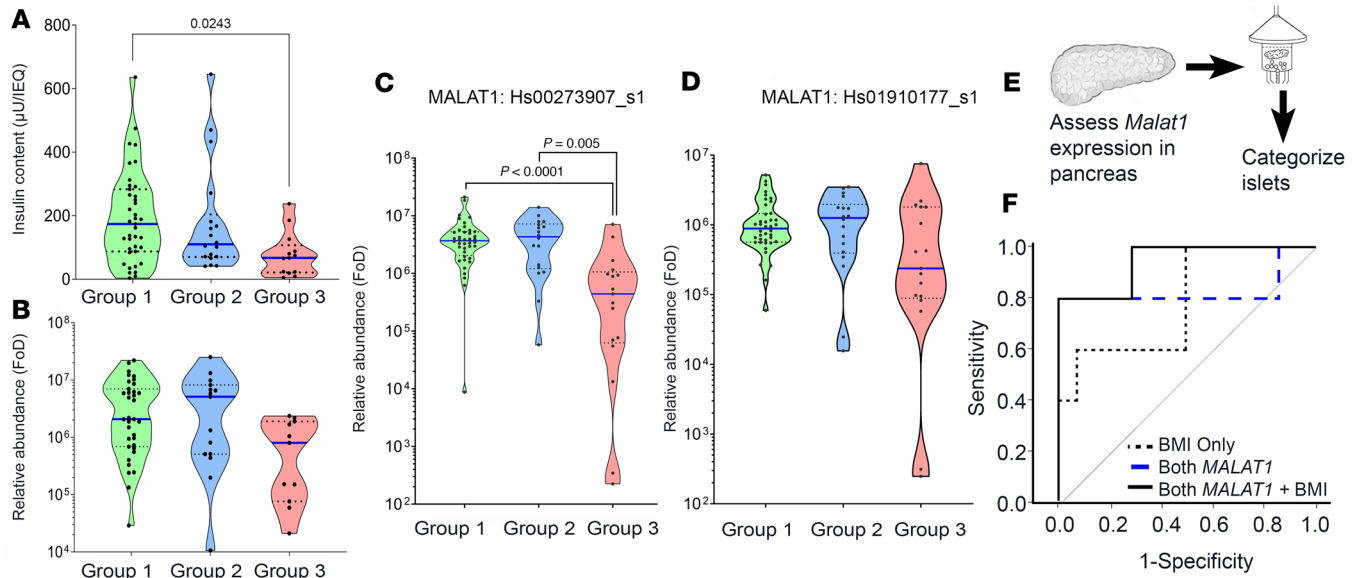 A
Insulin content (µU/IEQ)
800
600
400
200
0
0.0243
Group 1 Group 2 Group 3
B
Relative abundance (FoD)
10⁸
10⁷
10⁶
10⁵
10⁴
Group 1 Group 2 Group 3
C
MALAT1: Hs00273907_s1
P = 0.005
P < 0.0001
Relative abundance (FoD)
10⁸
10⁷
10⁶
10⁵
10⁴
10³
10²
Group 1 Group 2 Group 3
D
MALAT1: Hs01910177_s1
Relative abundance (FoD)
10⁷
10⁶
10⁵
10⁴
10³
10²
Group 1 Group 2 Group 3
E
Assess Malat1
expression in
pancreas
Categorize
islets
F
Sensitivity
1.0
0.8
0.6
0.4
0.2
0.0
BMI Only
Both MALAT1
Both MALAT1 + BMI
0.0 0.2 0.4 0.6 0.8 1.0
1-Specificity